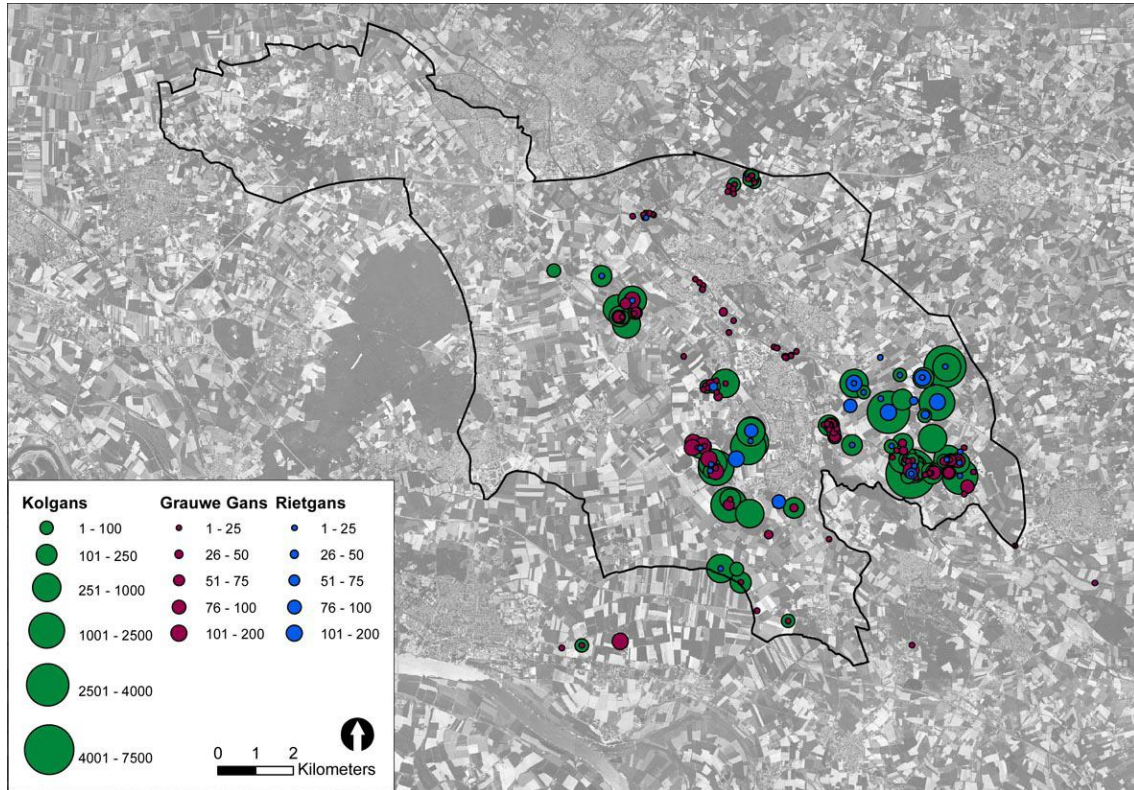 Kolgans
1 - 100
101 - 250
251 - 1000
1001 - 2500
2501 - 4000
4001 - 7500
Grauwe Gans
1 - 25
26 - 50
51 - 75
76 - 100
101 - 200
Rietgans
1 - 25
26 - 50
51 - 75
76 - 100
101 - 200
0 1 2
Kilometers